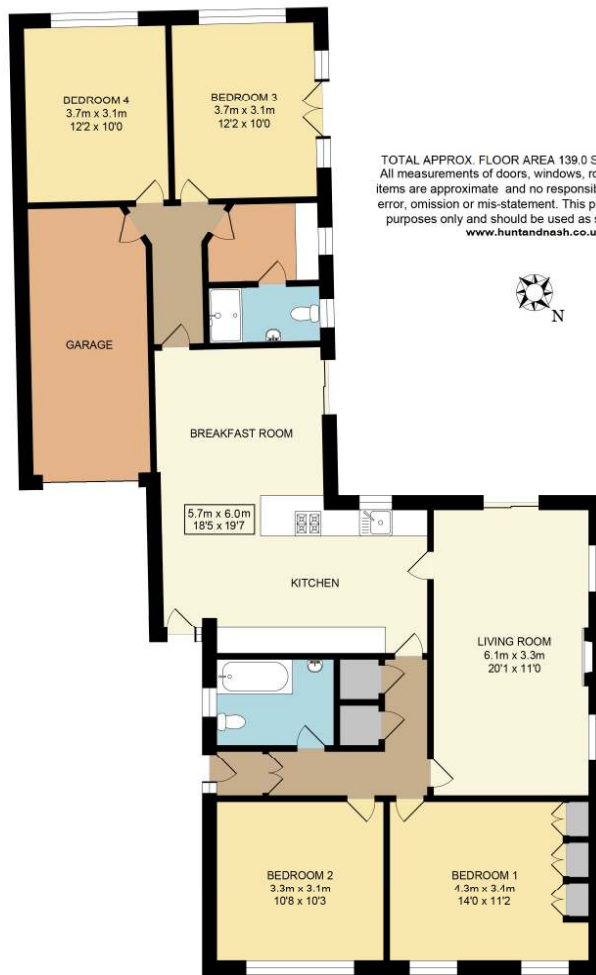 BEDROOM 4
3.7m x 3.1m
12'2 x 10'0
BEDROOM 3
3.7m x 3.1m
12'2 x 10'0
TOTAL APPROX. FLOOR AREA 139.0 S
All measurements of doors, windows, ro
items are approximate and no responsib
error, omission or mis-statement. This p
purposes only and should be used as s
www.huntandnash.co.u
N
GARAGE
BREAKFAST ROOM
5.7m x 6.0m
18'5 x 19'7
KITCHEN
LIVING ROOM
6.1m x 3.3m
20'1 x 11'0
BEDROOM 2
3.3m x 3.1m
10'8 x 10'3
BEDROOM 1
4.3m x 3.4m
14'0 x 11'2